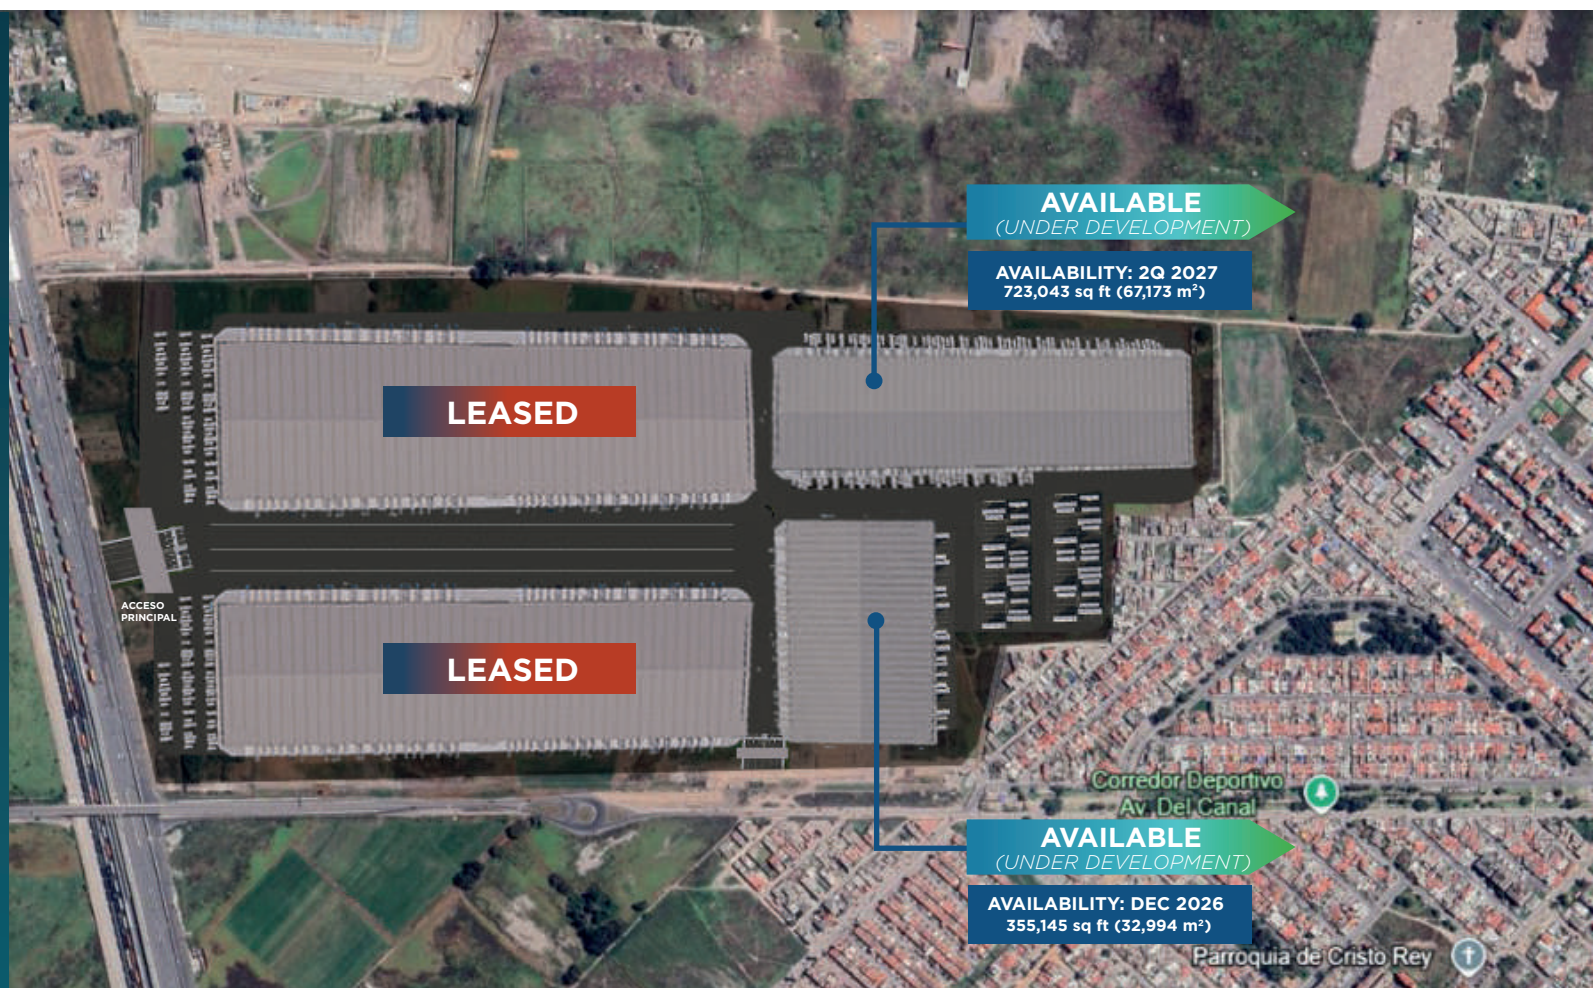 AVAILABLE
(UNDER DEVELOPMENT)
AVAILABILITY: 2Q 2027
723,043 sq ft (67,173 m²)
LEASED
ACCESO
PRINCIPAL
LEASED
Corredor Deportivo
Av. Del Canal
AVAILABLE
(UNDER DEVELOPMENT)
AVAILABILITY: DEC 2026
355,145 sq ft (32,994 m²)
Parroquia de Cristo Rey